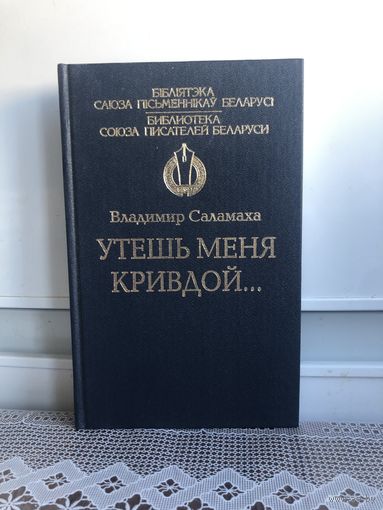 БІБЛІЯТЭКА
САЮЗА ПІСЬМЕННІКАЎ БЕЛАРУСІ
БИБЛИОТЕКА
СОЮЗА ПИСАТЕЛЕЙ БЕЛАРУСИ
Владимир Саламаха
УТЕШЬ МЕНЯ
КРИВДОЙ...